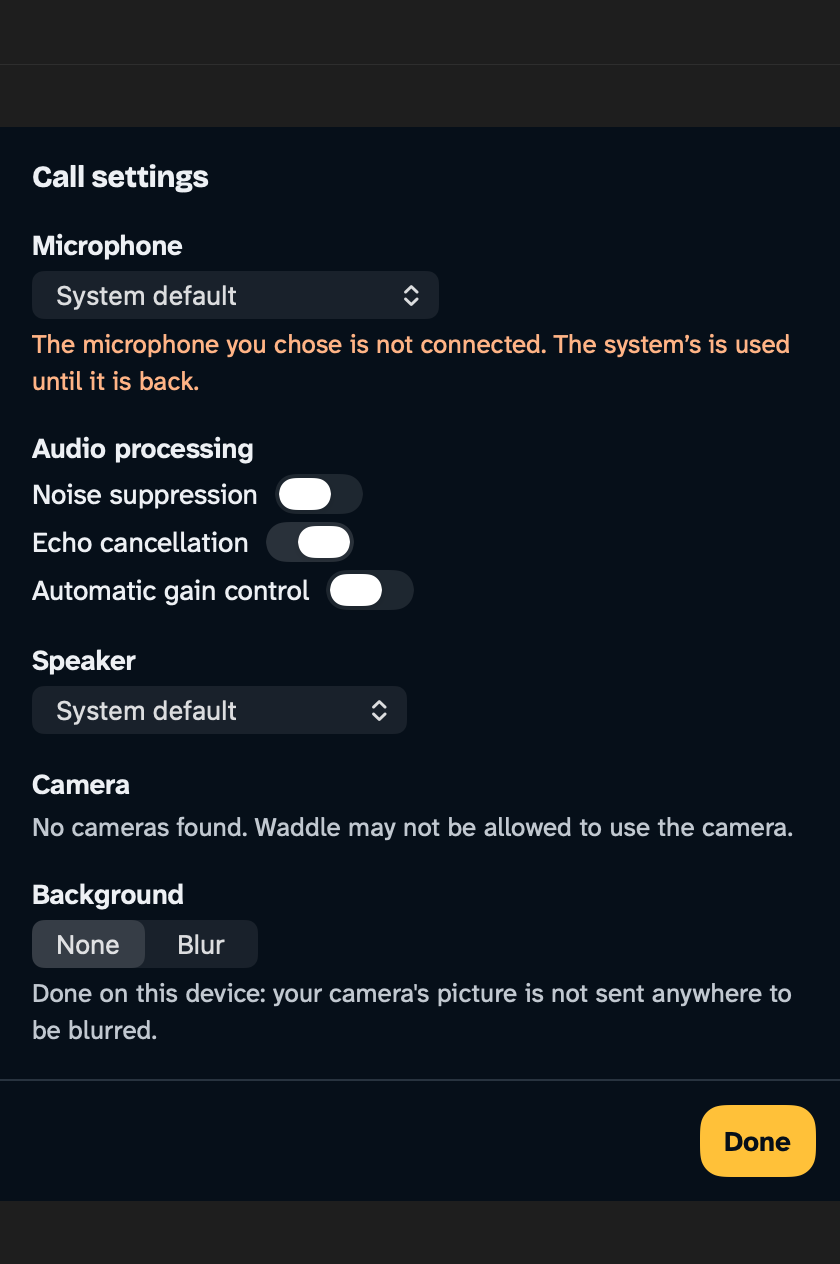 Call settings
Microphone
System default
The microphone you chose is not connected. The system’s is used
until it is back.
Audio processing
Noise suppression
Echo cancellation
Automatic gain control
Speaker
System default
Camera
No cameras found. Waddle may not be allowed to use the camera.
Background
None Blur
Done on this device: your camera's picture is not sent anywhere to
be blurred.
Done